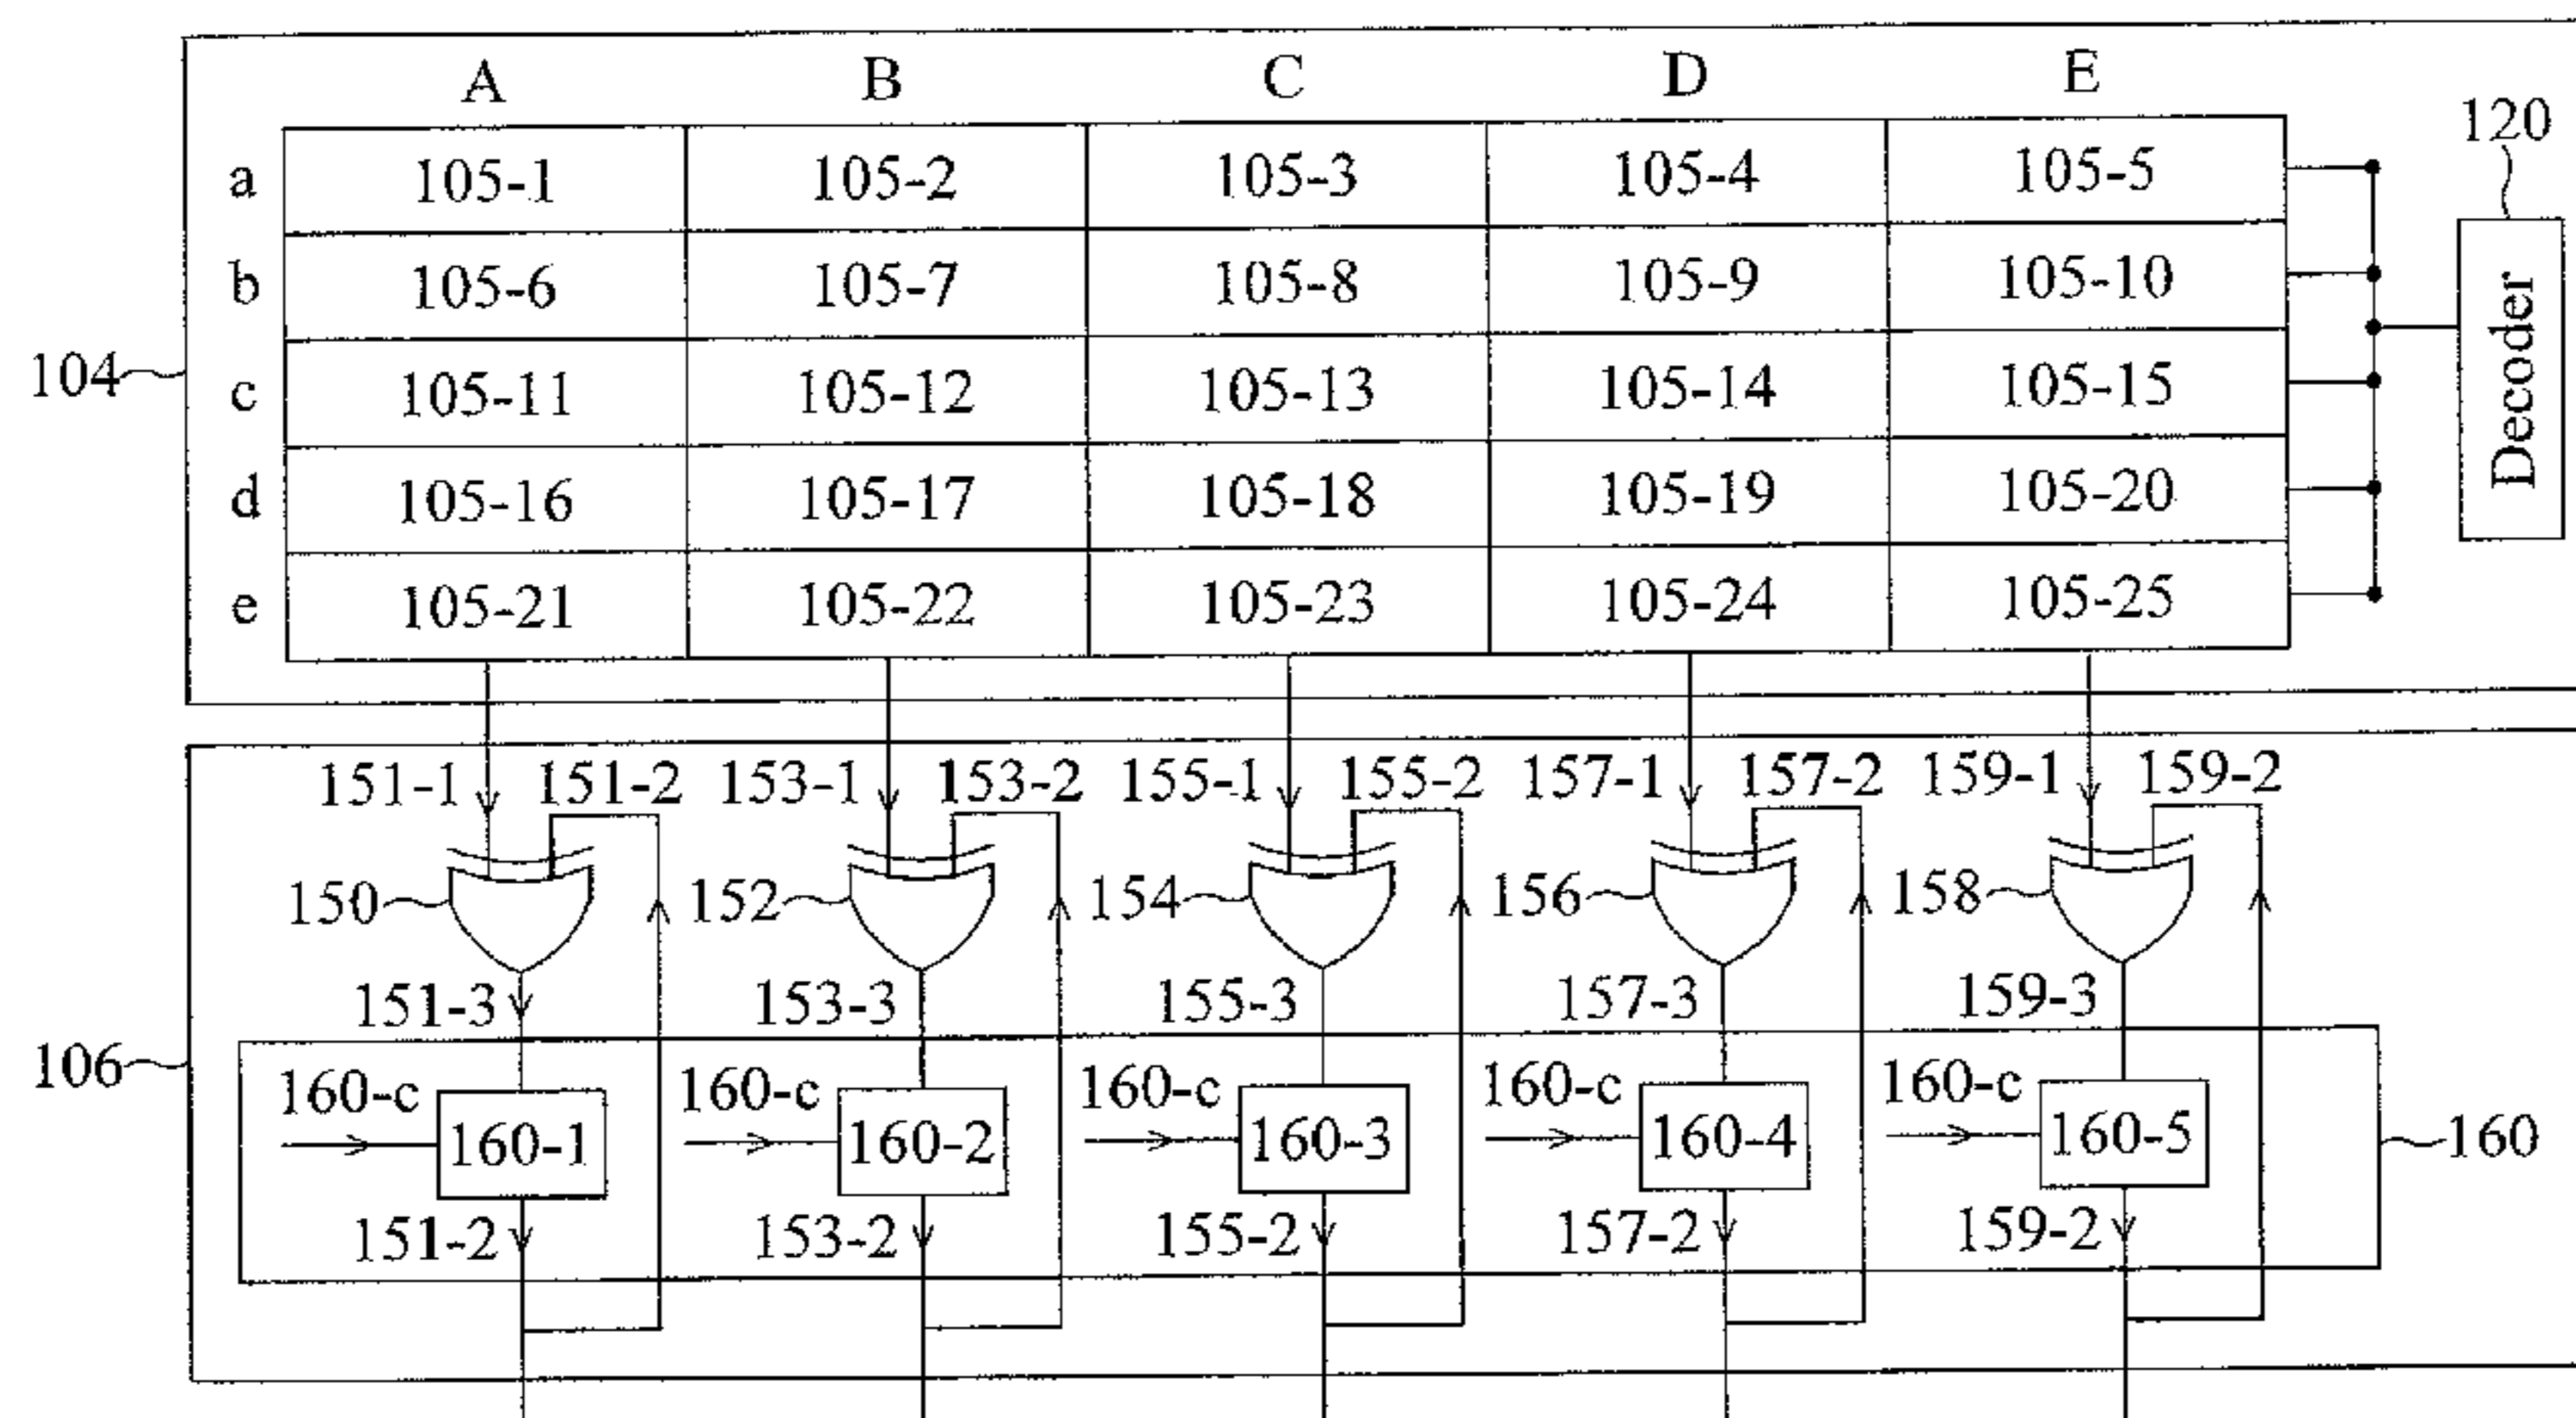 A B C D E
120
a 105-1 105-2 105-3 105-4 105-5
b 105-6 105-7 105-8 105-9 105-10
104 c 105-11 105-12 105-13 105-14 105-15
Decoder
d 105-16 105-17 105-18 105-19 105-20
e 105-21 105-22 105-23 105-24 105-25
151-1 151-2 153-1 153-2 155-1 155-2 157-1 157-2 159-1 159-2
150 152 154 156 158
151-3 153-3 155-3 157-3 159-3
106 160-c 160-c 160-c 160-c 160-c
160-1 160-2 160-3 160-4 160-5 160
151-2 153-2 155-2 157-2 159-2